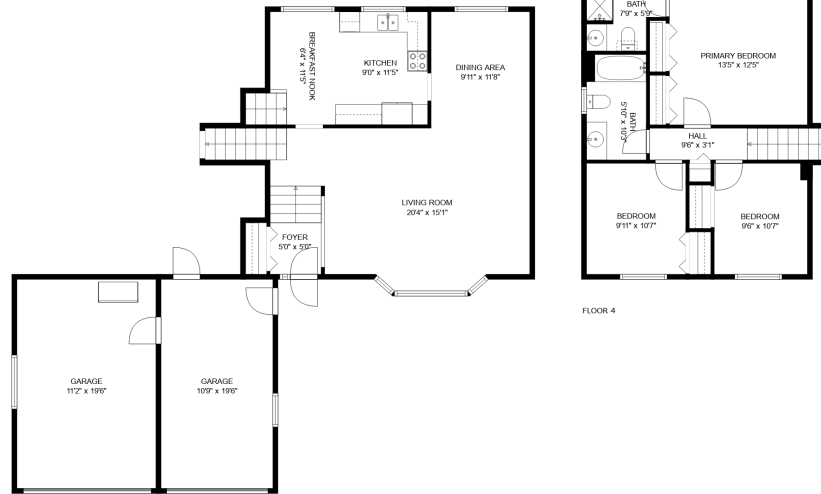 BREAKFAST NOOK
6'4" x 11'5"
KITCHEN
9'0" x 11'5"
DINING AREA
9'11" x 11'8"
LIVING ROOM
20'4" x 15'1"
FOYER
5'0" x 5'0"
GARAGE
11'2" x 19'6"
GARAGE
10'9" x 19'6"
BATH
7'9" x 5'9"
PRIMARY BEDROOM
13'5" x 12'5"
BATH
5'10" x 10'3"
HALL
9'6" x 3'1"
BEDROOM
9'11" x 10'7"
BEDROOM
9'6" x 10'7"
FLOOR 4